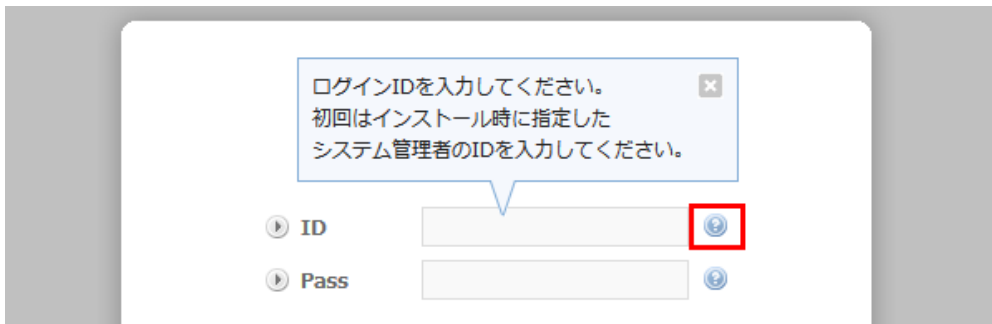 ログインIDを入力してください。
初回はインストール時に指定した
システム管理者のIDを入力してください。
ID
Pass